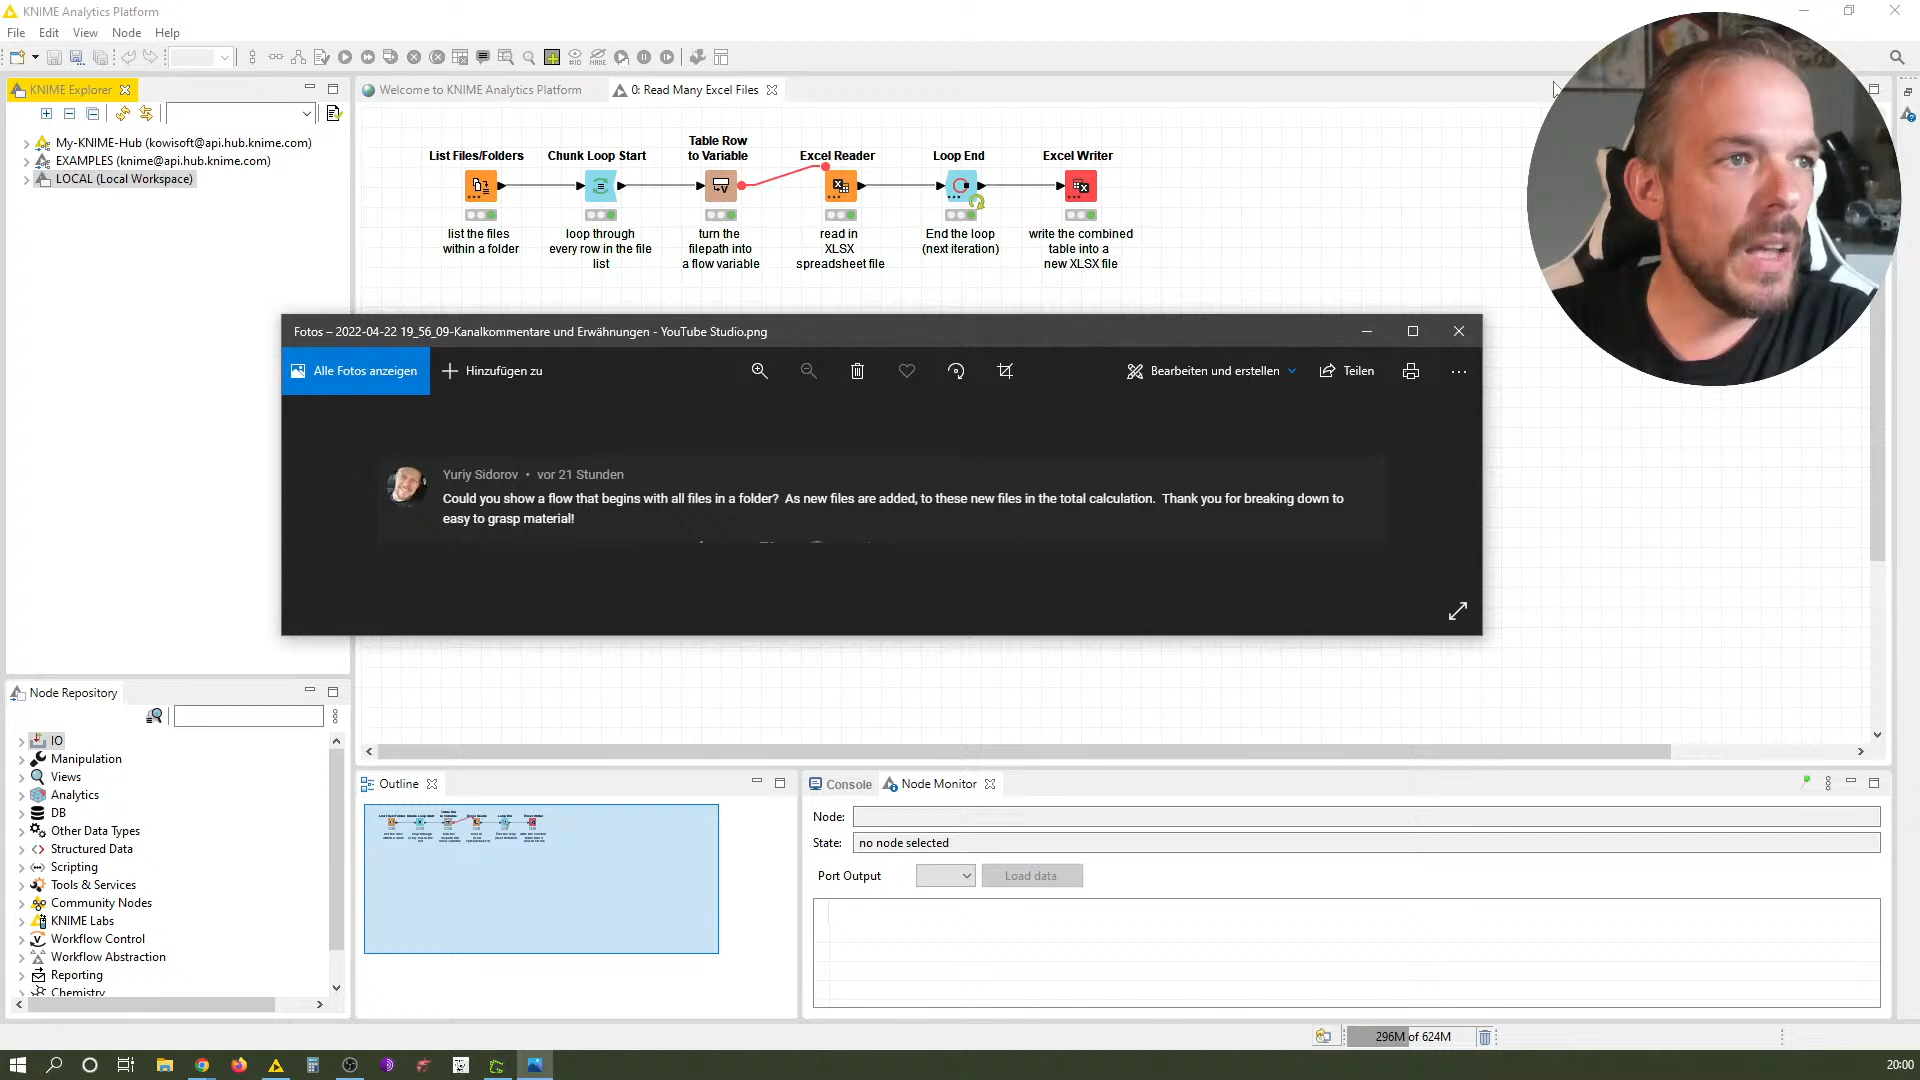 KNIME Analytics Platform
File Edit View Node Help
KNIME Explorer
Welcome to KNIME Analytics Platform
0: Read Many Excel Files
My-KNIME-Hub (kowisoft@api.hub.knime.com)
EXAMPLES (knime@api.hub.knime.com)
LOCAL (Local Workspace)
List Files/Folders
list the files
within a folder
Chunk Loop Start
loop through
every row in the file
list
Table Row
to Variable
turn the
filepath into
a flow variable
Excel Reader
read in
XLSX
spreadsheet file
Loop End
End the loop
(next iteration)
Excel Writer
write the combined
table into a
new XLSX file
Fotos – 2022-04-22 19_56_09-Kanalkommentare und Erwähnungen - YouTube Studio.png
Alle Fotos anzeigen
Hinzufügen zu
Bearbeiten und erstellen
Teilen
Yuriy Sidorov • vor 21 Stunden
Could you show a flow that begins with all files in a folder? As new files are added, to these new files in the total calculation. Thank you for breaking down to
easy to grasp material!
Node Repository
IO
Manipulation
Views
Analytics
DB
Other Data Types
Structured Data
Scripting
Tools & Services
Community Nodes
KNIME Labs
Workflow Control
Workflow Abstraction
Reporting
Chemistry
Outline
Console
Node Monitor
Node:
State:
no node selected
Port Output
Load data
296M of 624M
20:00